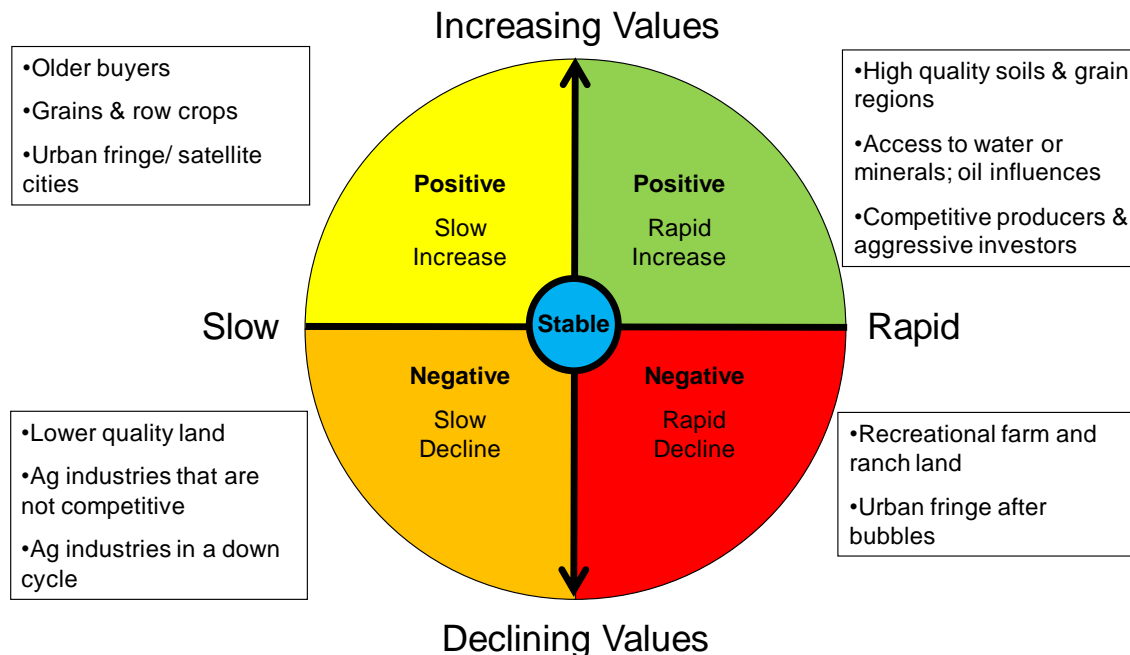 Increasing Values
•Older buyers
•Grains & row crops
•Urban fringe/ satellite
cities
•High quality soils & grain
regions
•Access to water or
minerals; oil influences
•Competitive producers &
aggressive investors
Positive
Slow
Increase
Positive
Rapid
Increase
Slow
Stable
Rapid
Negative
Slow
Decline
Negative
Rapid
Decline
•Lower quality land
•Ag industries that are
not competitive
•Ag industries in a down
cycle
•Recreational farm and
ranch land
•Urban fringe after
bubbles
Declining Values